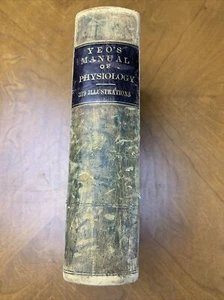 YEO'S
MANUAL
OF
PHYSIOLOGY
ILLUSTRATIONS